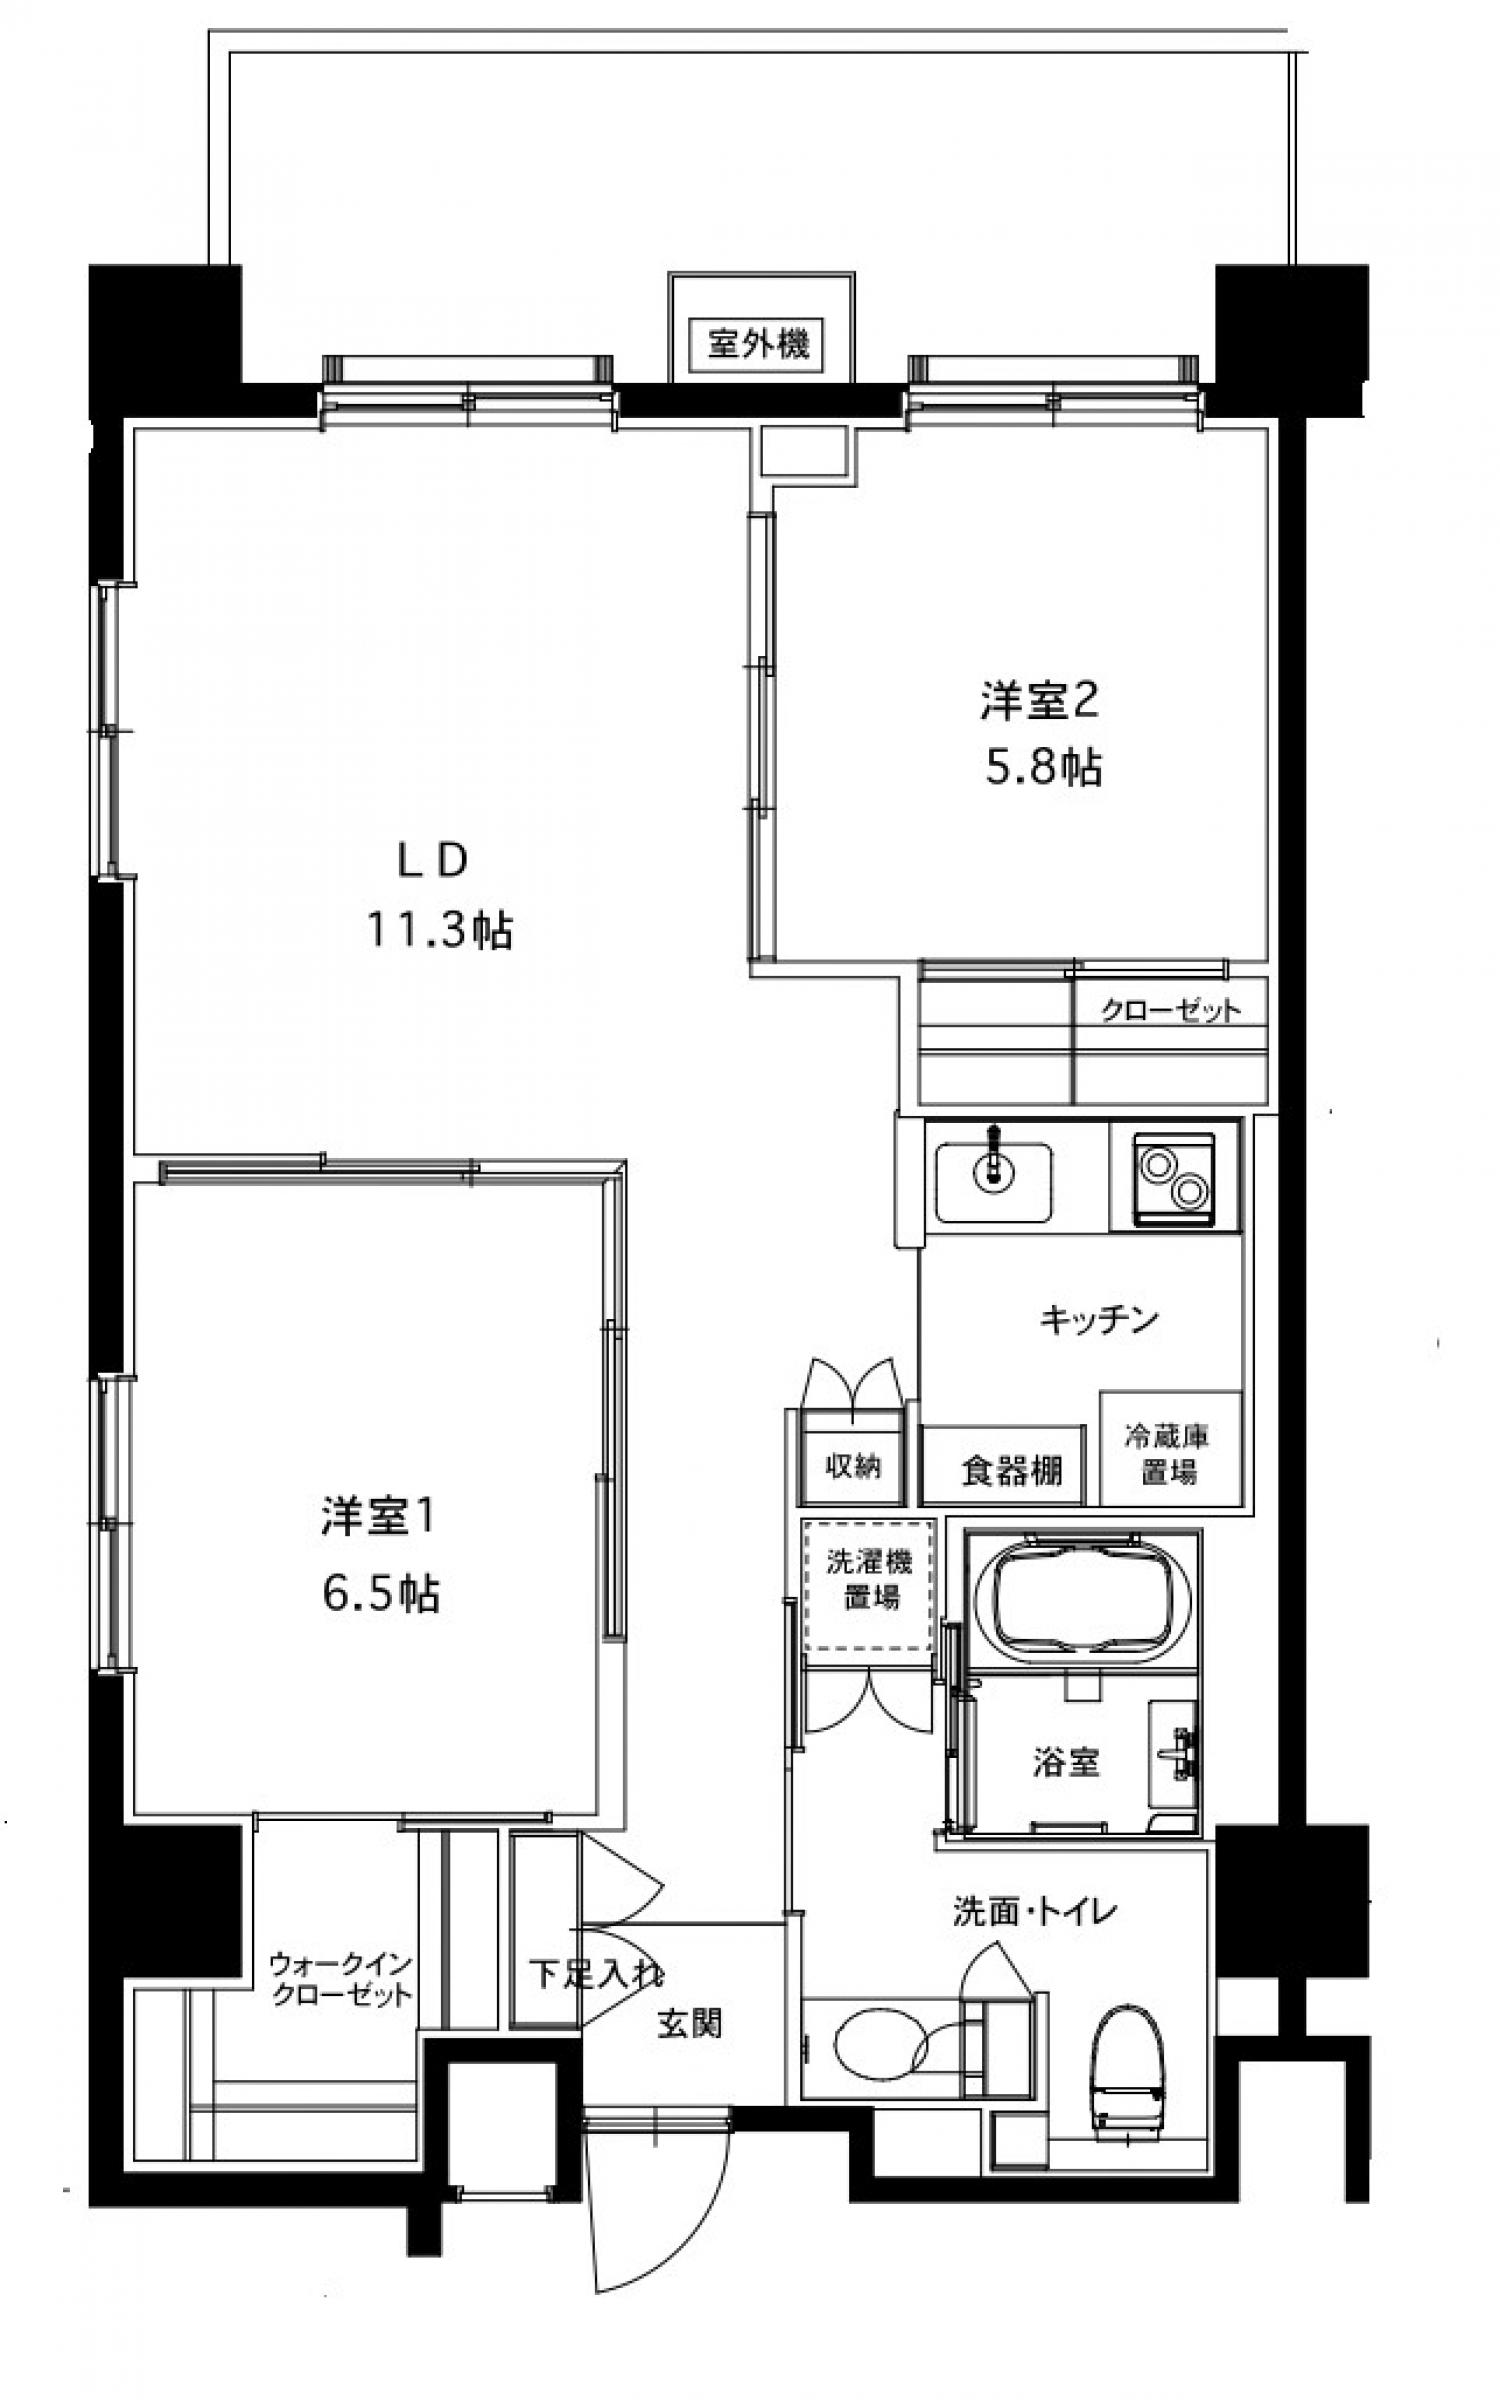 室外機
洋室2
5.8帖
LD
11.3帖
クローゼット
キッチン
冷蔵庫
置場
食器棚
収納
洋室1
6.5帖
洗濯機
置場
浴室
洗面・トイレ
ウォークイン
クローゼット
下足入れ
玄関